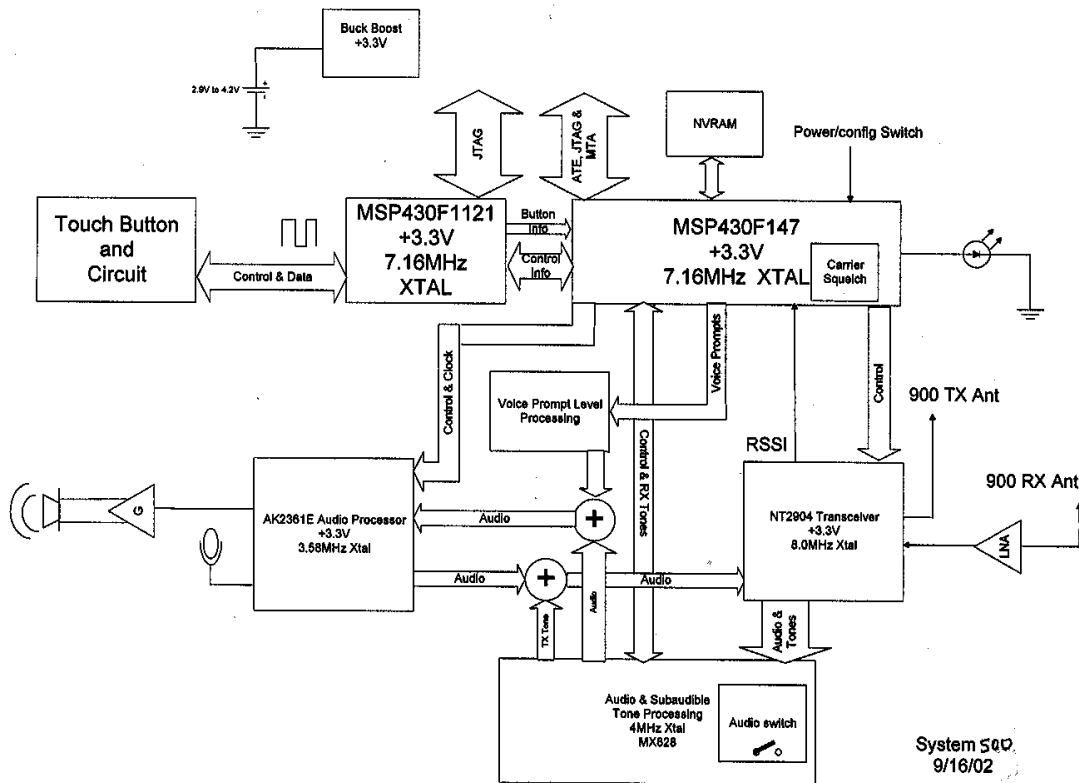 Buck Boost
+3.3V
2.9V to 4.2V
+
-
JTAG
ATE, JTAG &
MTA
NVRAM
Power/config Switch
Touch Button
and
Circuit
Control & Data
MSP430F1121
+3.3V
7.16MHz
XTAL
Button
Info
Control
Info
MSP430F147
+3.3V
7.16MHz XTAL
Carrier
Squelch
Control & Clock
Voice Prompts
Control
Voice Prompt Level
Processing
Control & RX Tones
RSSI
900 TX Ant
900 RX Ant
G
AK2361E Audio Processor
+3.3V
3.58MHz Xtal
Audio
+
NT2904 Transceiver
+3.3V
8.0MHz Xtal
LNA
Audio
+
Audio
TX Tone
Audio
Audio &
Tones
Audio & Subaudible
Tone Processing
4MHz Xtal
MX828
Audio switch
System 500
9/16/02